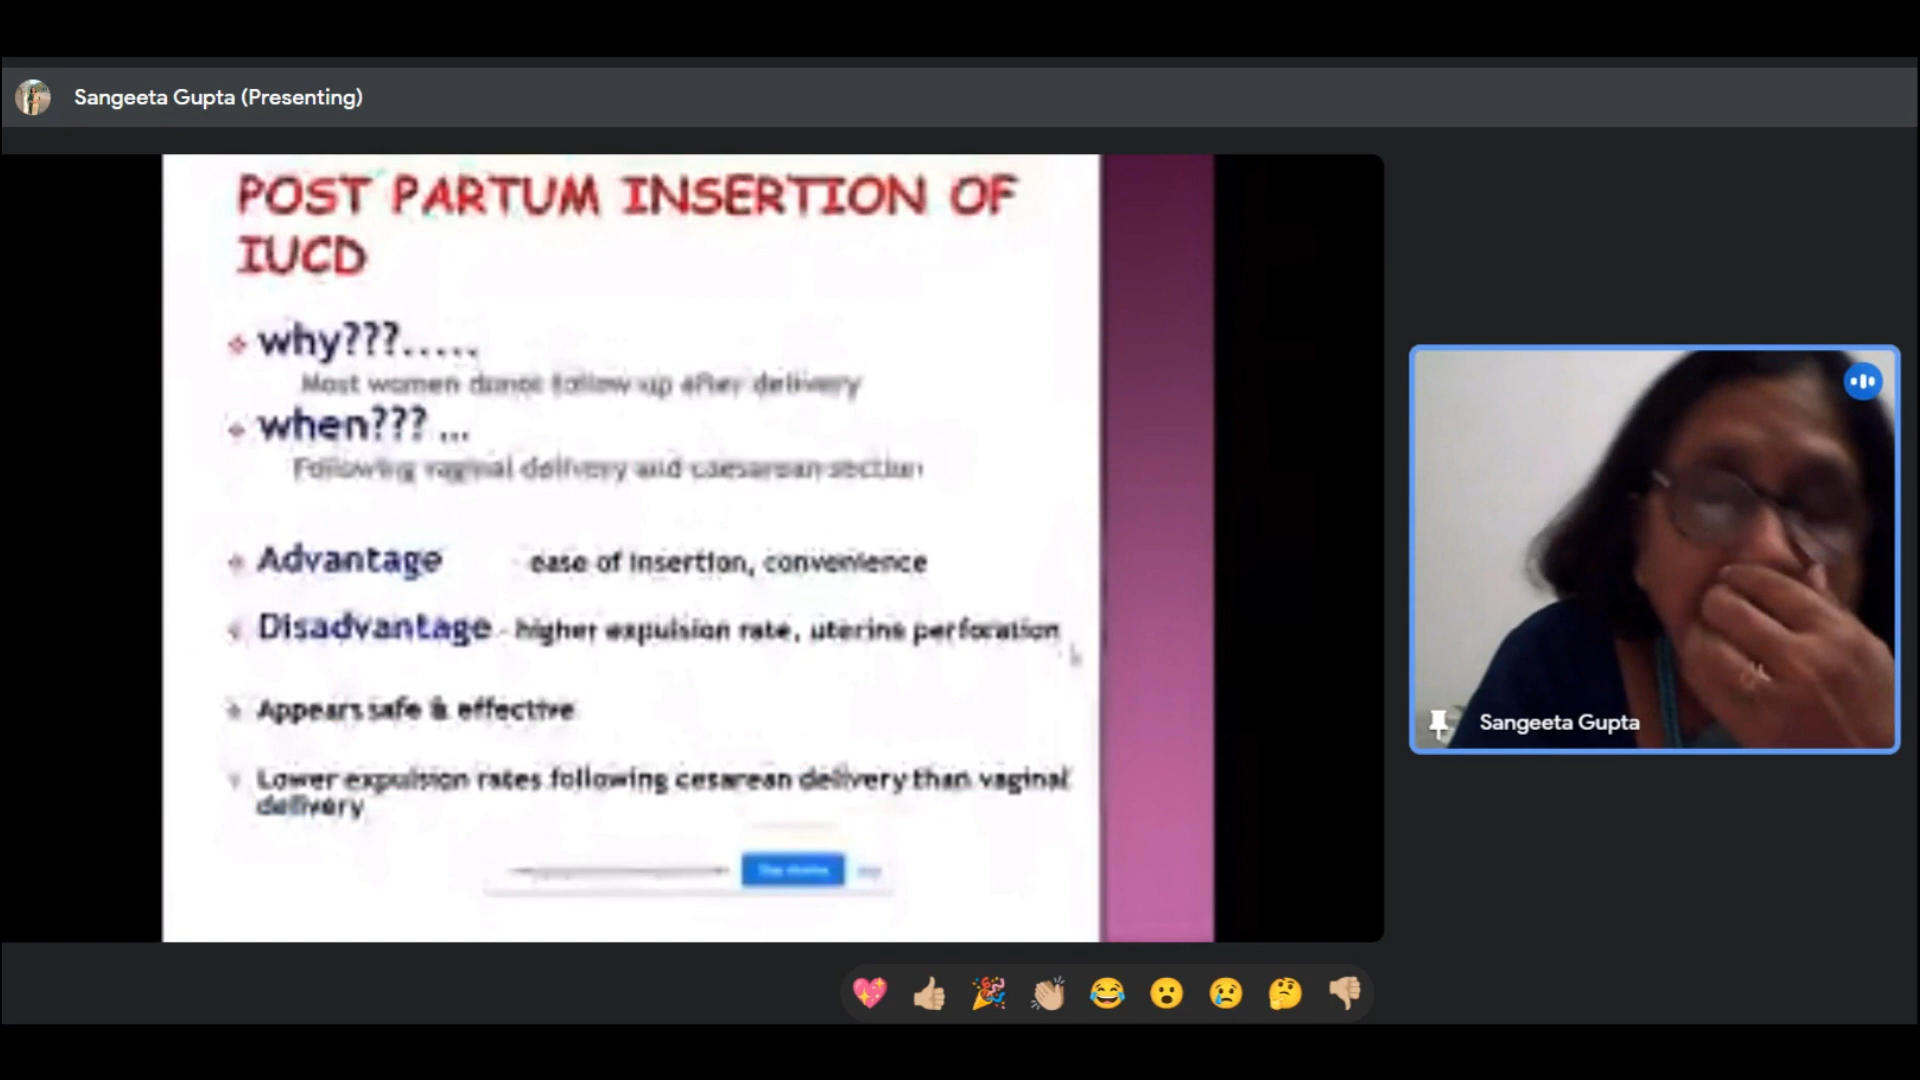 Sangeeta Gupta (Presenting)
POST PARTUM INSERTION OF
IUCD
why???.....
Most women donot follow up after delivery
when??? ...
Following vaginal delivery and caesarean section
Advantage - ease of insertion, convenience
Disadvantage - higher expulsion rate, uterine perforation
Appears safe & effective
Lower expulsion rates following cesarean delivery than vaginal
delivery
Sangeeta Gupta